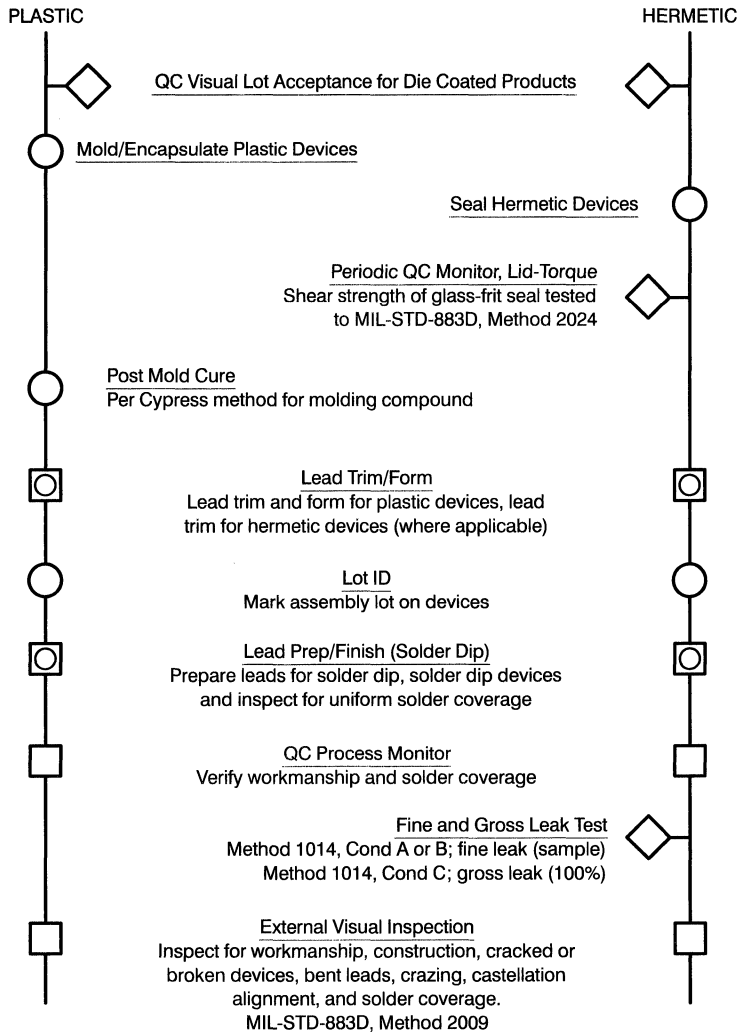 PLASTIC
HERMETIC
QC Visual Lot Acceptance for Die Coated Products
Mold/Encapsulate Plastic Devices
Seal Hermetic Devices
Periodic QC Monitor, Lid-Torque
Shear strength of glass-frit seal tested
to MIL-STD-883D, Method 2024
Post Mold Cure
Per Cypress method for molding compound
Lead Trim/Form
Lead trim and form for plastic devices, lead
trim for hermetic devices (where applicable)
Lot ID
Mark assembly lot on devices
Lead Prep/Finish (Solder Dip)
Prepare leads for solder dip, solder dip devices
and inspect for uniform solder coverage
QC Process Monitor
Verify workmanship and solder coverage
Fine and Gross Leak Test
Method 1014, Cond A or B; fine leak (sample)
Method 1014, Cond C; gross leak (100%)
External Visual Inspection
Inspect for workmanship, construction, cracked or
broken devices, bent leads, crazing, castellation
alignment, and solder coverage.
MIL-STD-883D, Method 2009